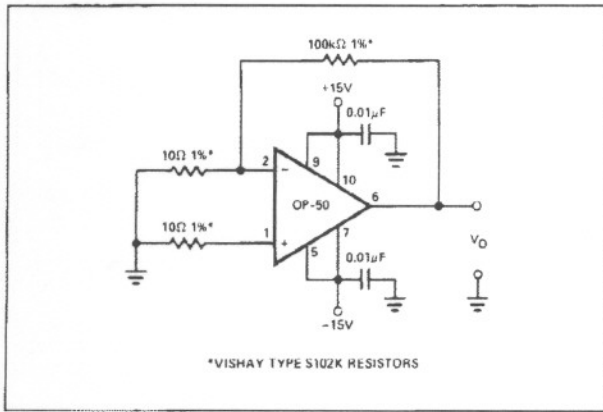 100kΩ 1%*
+15V
0.01μF
10Ω 1%*
2
−
9
10
OP-50
6
10Ω 1%*
1
+
5
7
0.01μF
VO
−15V
*VISHAY TYPE S102K RESISTORS